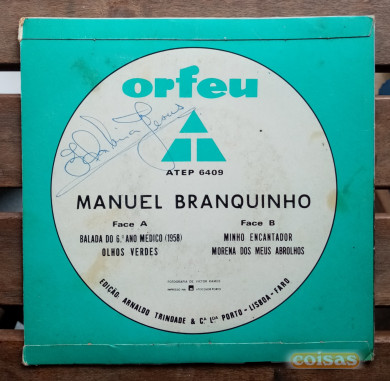 orfeu
ATEP 6409
MANUEL BRANQUINHO
Face A
BALADA DO 6.º ANO MÉDICO (1958)
OLHOS VERDES
Face B
MINHO ENCANTADOR
MORENA DOS MEUS ABROLHOS
EDIÇÃO: ARNALDO TRINDADE & C.ª Lda PORTO - LISBOA - FARO
coisas